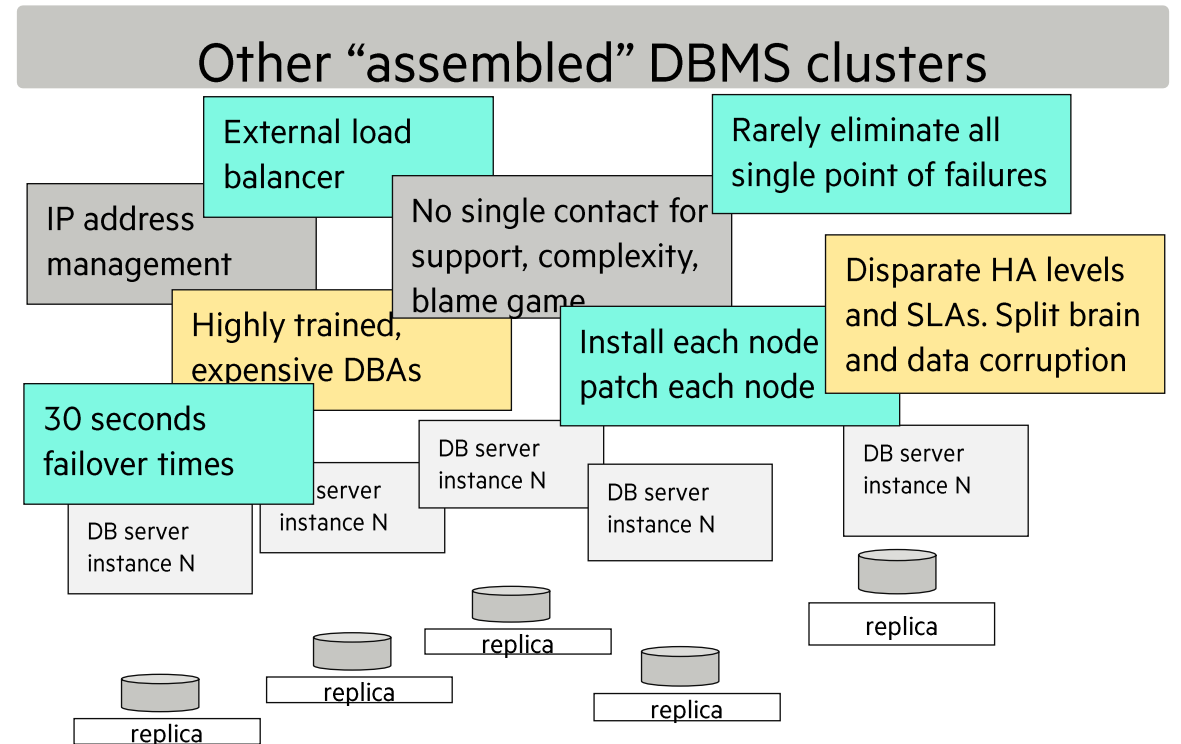 Other “assembled” DBMS clusters
External load
balancer
Rarely eliminate all
single point of failures
IP address
management
No single contact for
support, complexity,
blame game
Disparate HA levels
and SLAs. Split brain
and data corruption
Highly trained,
expensive DBAs
Install each node
patch each node
30 seconds
failover times
DB server
instance N
server
instance N
DB server
instance N
DB server
instance N
DB server
instance N
replica
replica
replica
replica
replica